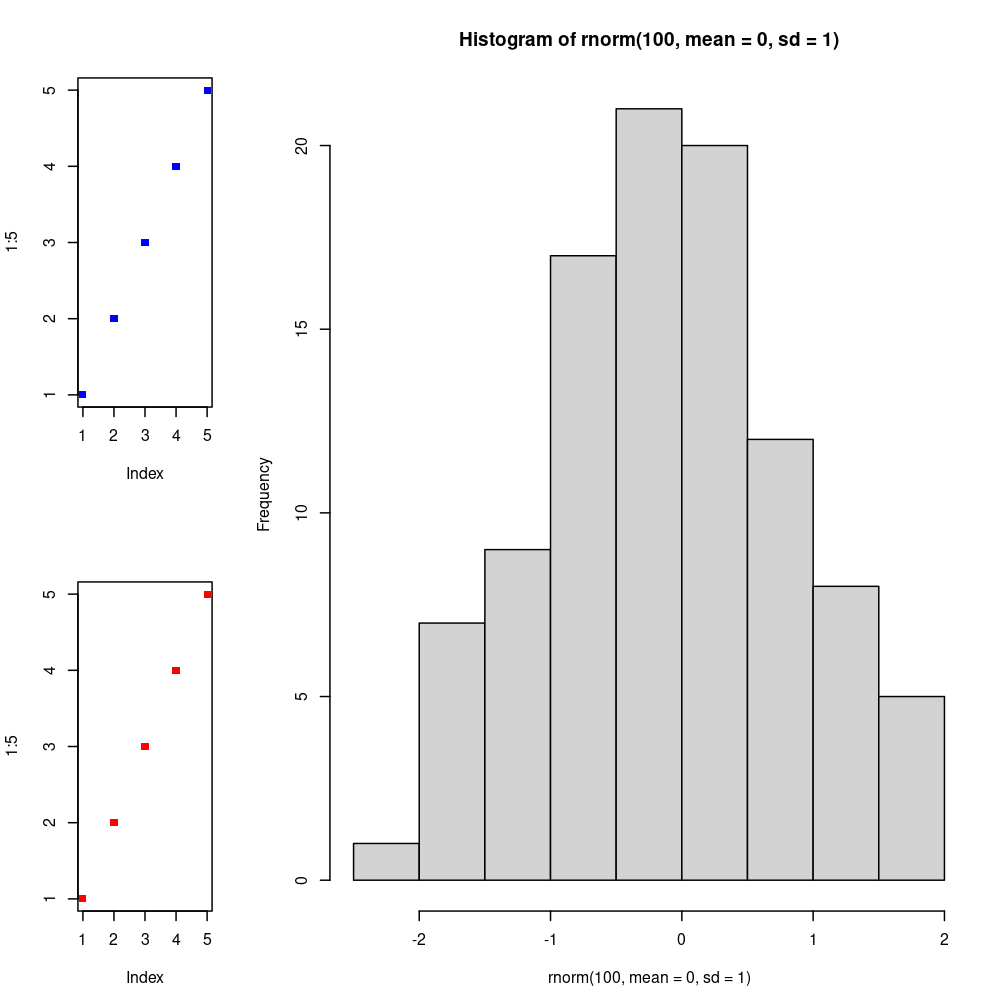 5
4
3
2
1
1:5
1 2 3 4 5
Index
5
4
3
2
1
1:5
1 2 3 4 5
Index
Histogram of rnorm(100, mean = 0, sd = 1)
20
15
10
5
0
Frequency
-2 -1 0 1 2
rnorm(100, mean = 0, sd = 1)